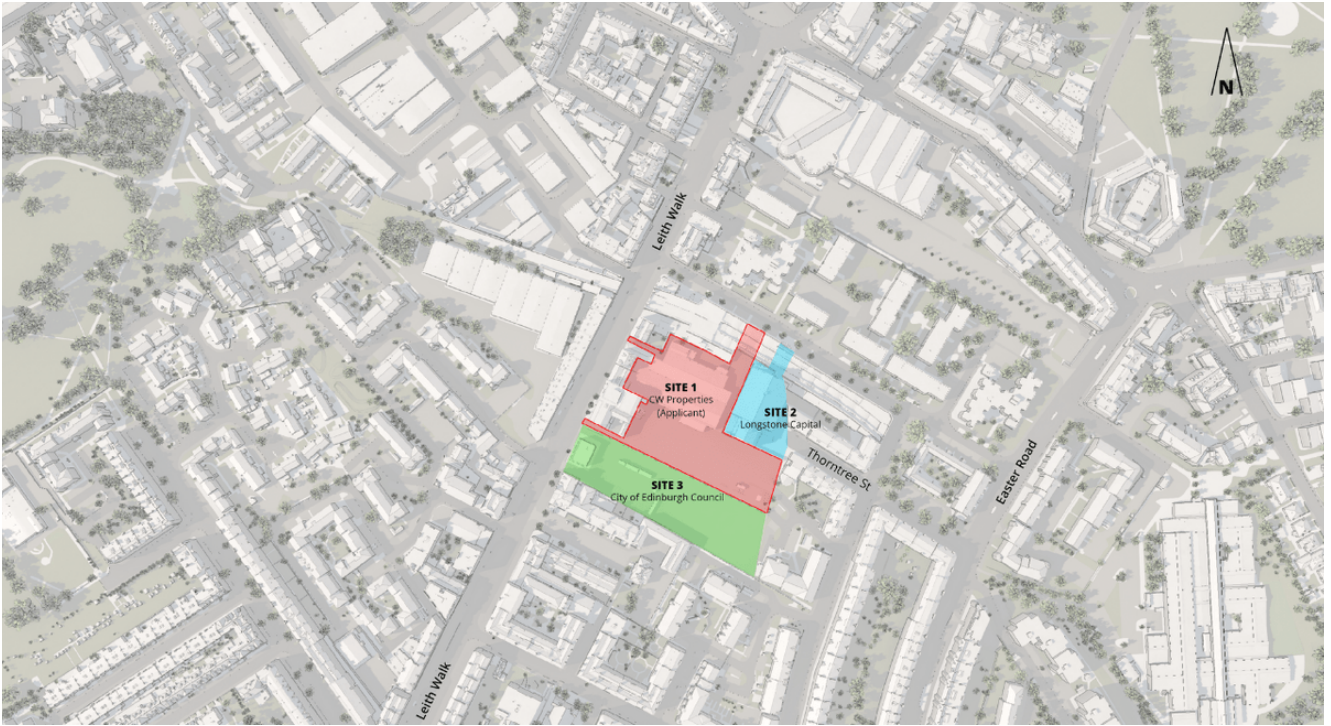 N
Leith Walk
SITE 1
CW Properties
(Applicant)
SITE 2
Longstone Capital
Thorntree St
Easter Road
SITE 3
City of Edinburgh Council
Leith Walk